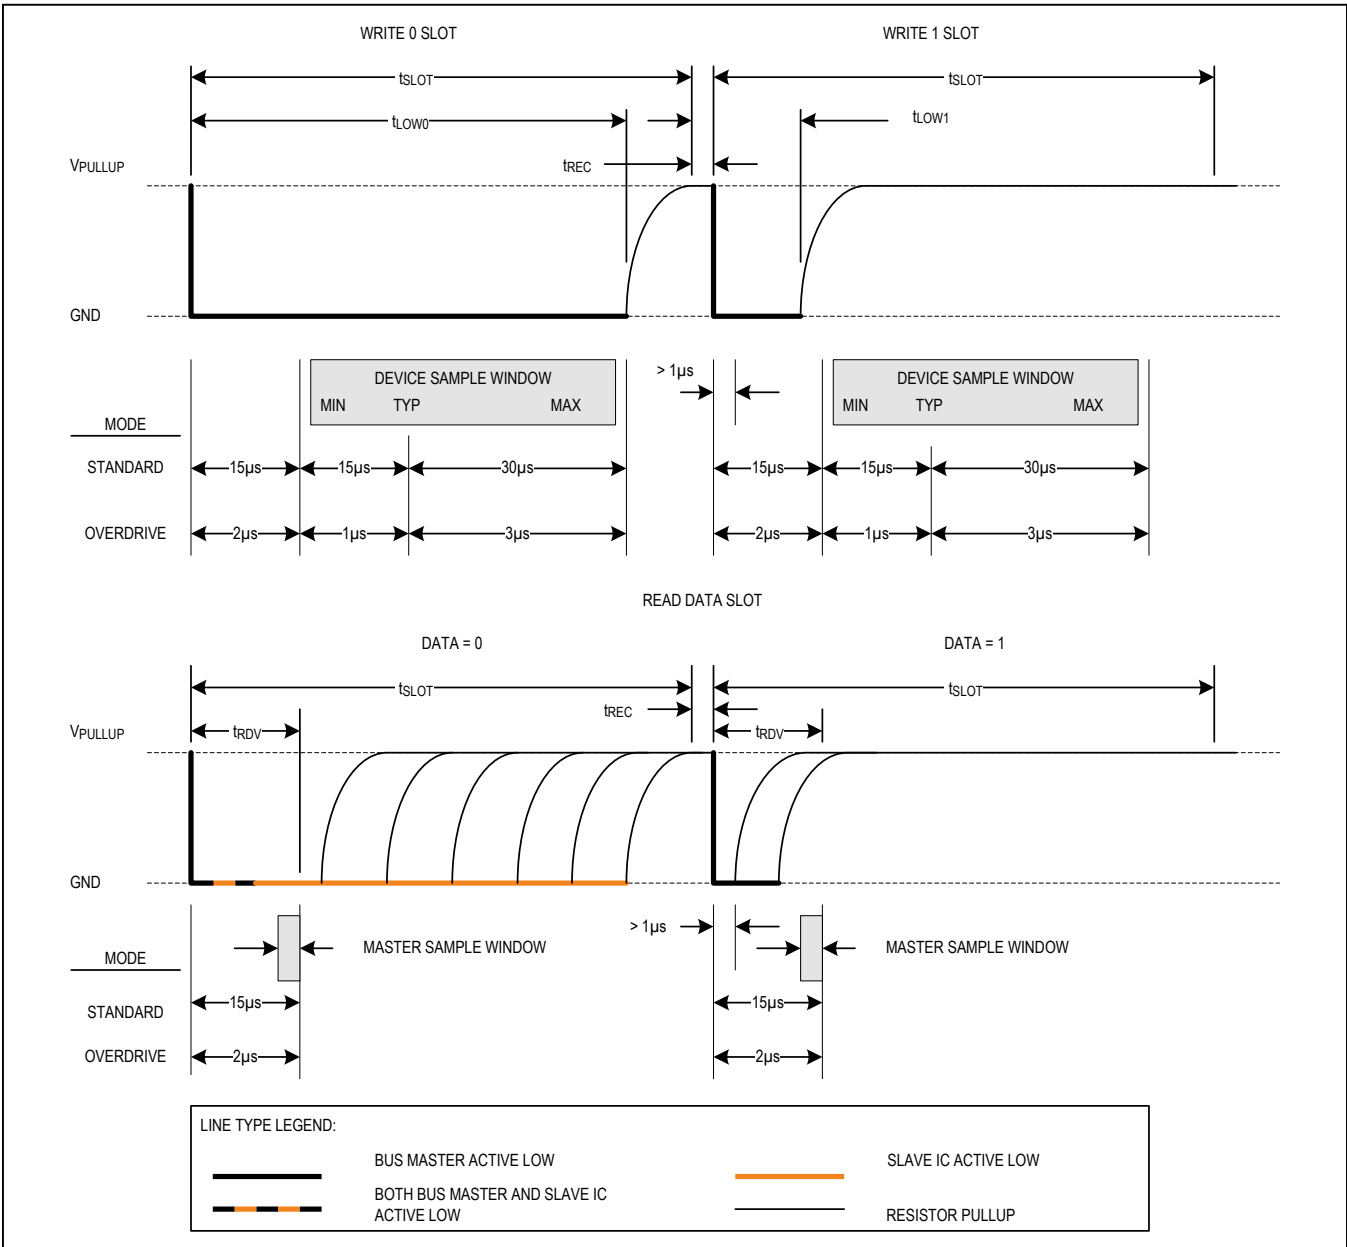 WRITE 0 SLOT WRITE 1 SLOT
tSLOT tSLOT
tLOW0 tLOW1
VPULLUP tREC
GND
> 1µs
DEVICE SAMPLE WINDOW DEVICE SAMPLE WINDOW
MIN TYP MAX MIN TYP MAX
MODE
STANDARD 15µs 15µs 30µs 15µs 15µs 30µs
OVERDRIVE 2µs 1µs 3µs 2µs 1µs 3µs
READ DATA SLOT
DATA = 0 DATA = 1
tSLOT tSLOT
tREC
VPULLUP tRDV tRDV
GND
> 1µs
MASTER SAMPLE WINDOW MASTER SAMPLE WINDOW
MODE
STANDARD 15µs 15µs
OVERDRIVE 2µs 2µs
LINE TYPE LEGEND:
BUS MASTER ACTIVE LOW SLAVE IC ACTIVE LOW
BOTH BUS MASTER AND SLAVE IC
ACTIVE LOW RESISTOR PULLUP